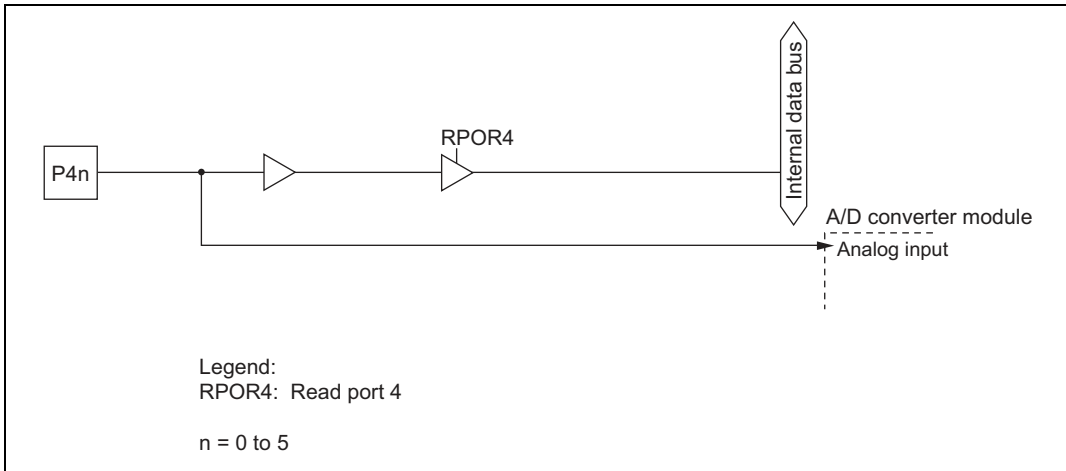 RPOR4
P4n
Internal data bus
A/D converter module
Analog input
Legend:
RPOR4: Read port 4
n = 0 to 5